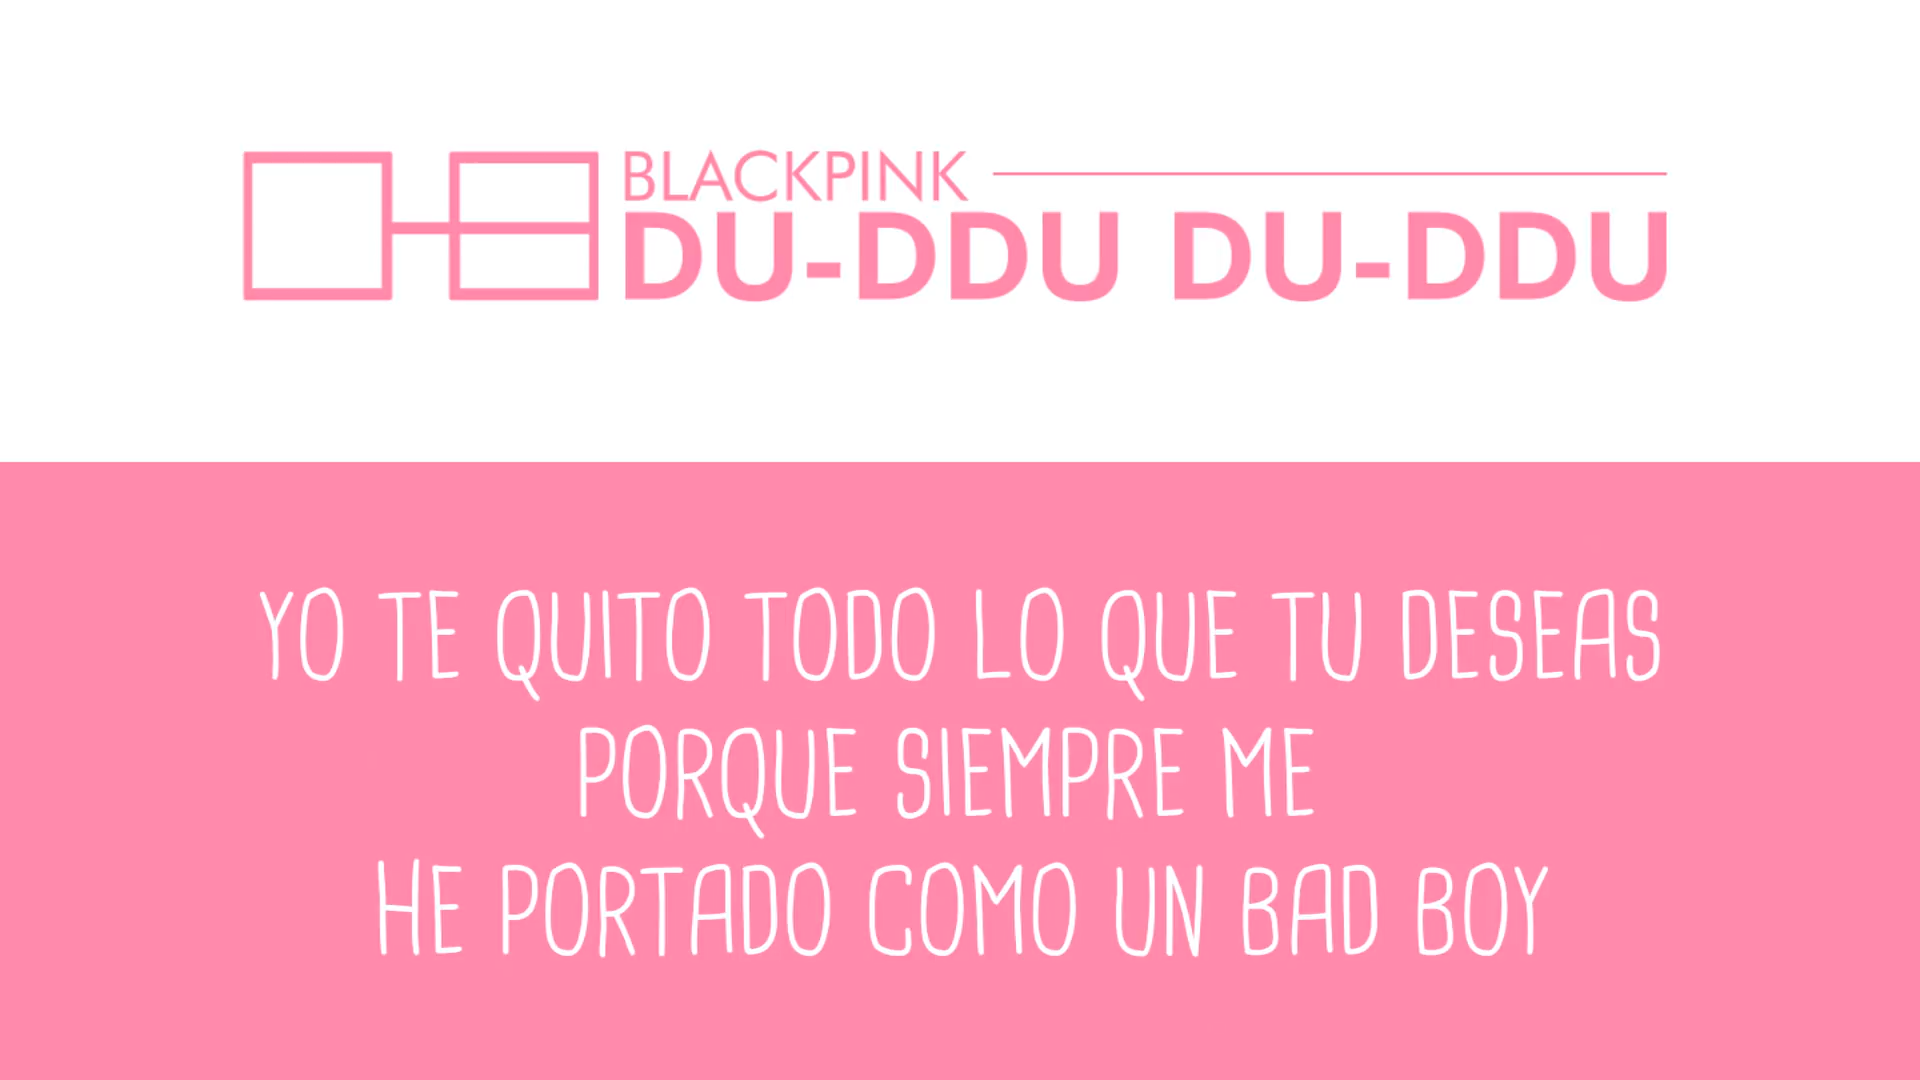 BLACKPINK
DU-DDU DU-DDU
YO TE QUITO TODO LO QUE TU DESEAS
PORQUE SIEMPRE ME
HE PORTADO COMO UN BAD BOY